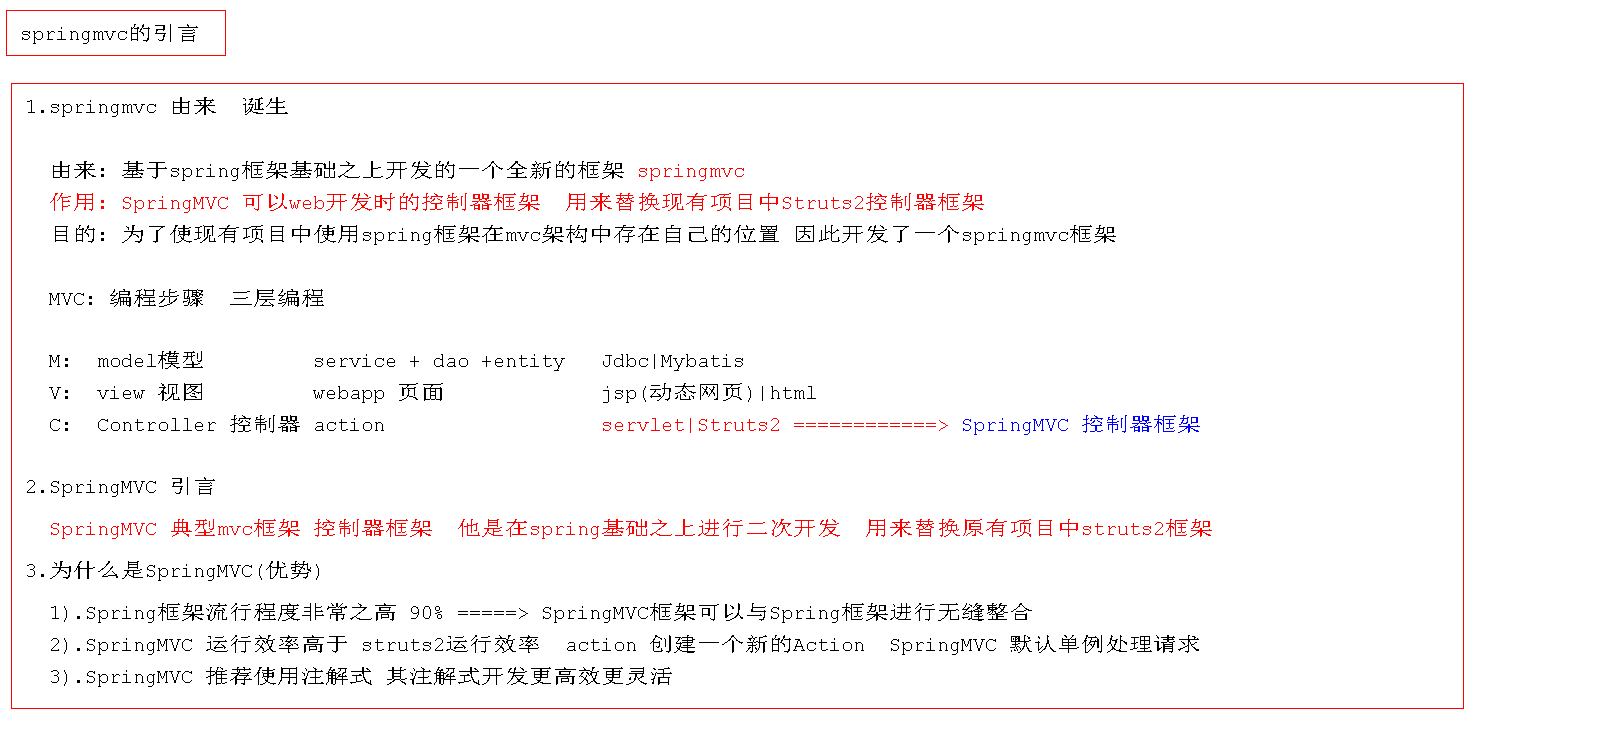 springmvc的引言
1.springmvc 由来  诞生
由来: 基于spring框架基础之上开发的一个全新的框架 springmvc
作用: SpringMVC 可以web开发时的控制器框架  用来替换现有项目中Struts2控制器框架
目的: 为了使现有项目中使用spring框架在mvc架构中存在自己的位置 因此开发了一个springmvc框架
MVC: 编程步骤  三层编程
M:  model模型         service + dao +entity   Jdbc|Mybatis
V:  view 视图         webapp 页面             jsp(动态网页)|html
C:  Controller 控制器 action                  servlet|Struts2 ============> SpringMVC 控制器框架
2.SpringMVC 引言
SpringMVC 典型mvc框架 控制器框架  他是在spring基础之上进行二次开发  用来替换原有项目中struts2框架
3.为什么是SpringMVC(优势)
1).Spring框架流行程度非常之高 90% =====> SpringMVC框架可以与Spring框架进行无缝整合
2).SpringMVC 运行效率高于 struts2运行效率  action 创建一个新的Action  SpringMVC 默认单例处理请求
3).SpringMVC 推荐使用注解式 其注解式开发更高效更灵活